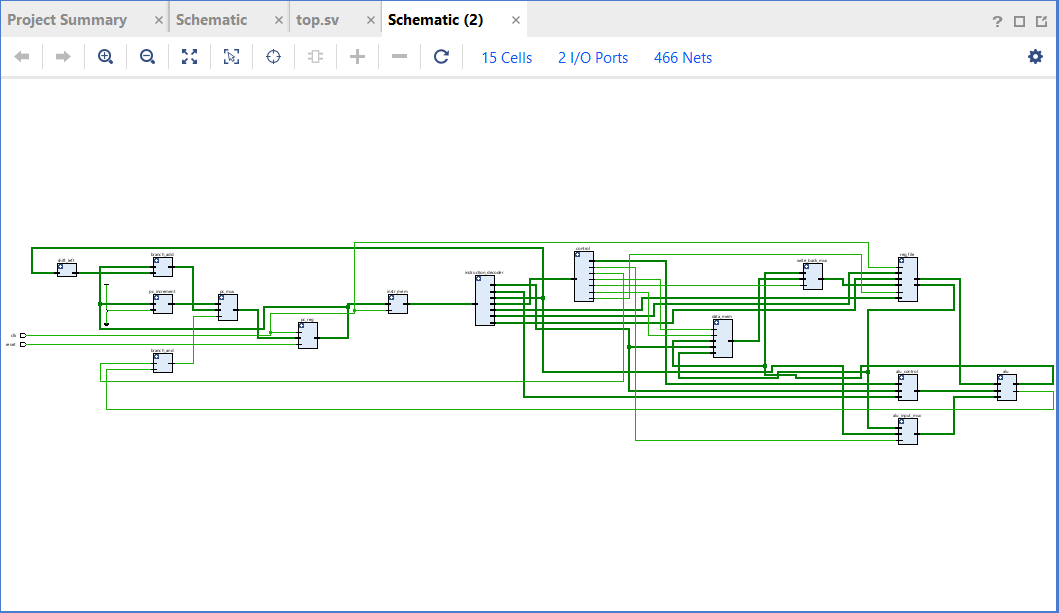 Project Summary
Schematic
top.sv
Schematic (2)
15 Cells
2 I/O Ports
466 Nets
control
branch_add
reg_file
shift_left
write_back_mux
instruction_decoder
pc_increment
pc_mux
instr_mem
data_mem
pc_reg
clk
reset
branch_and
alu_control
alu
alu_input_mux